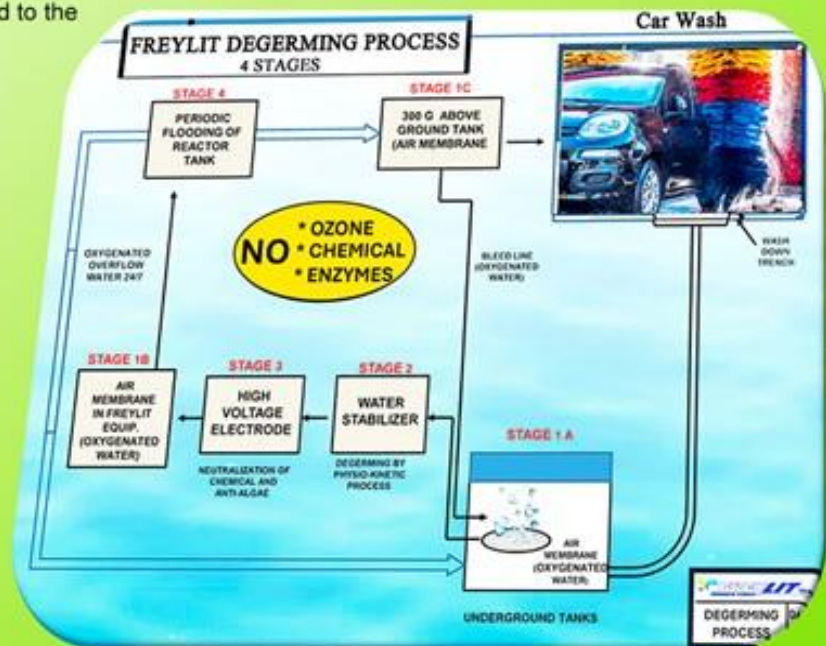 d to the
FREYLIT DEGERMING PROCESS
4 STAGES
Car Wash
STAGE 4
PERIODIC
FLOODING OF
REACTOR
TANK
STAGE 1C
300 G ABOVE
GROUND TANK
(AIR MEMBRANE
NO
* OZONE
* CHEMICAL
* ENZYMES
OXYGENATED
OVERFLOW
WATER 24/7
BLEED LINE
(OXYGENATED
WATER)
WASH
DOWN
TRENCH
STAGE 1B
AIR
MEMBRANE
IN FREYLIT
EQUIP.
(OXYGENATED
WATER)
STAGE 3
HIGH
VOLTAGE
ELECTRODE
NEUTRALIZATION OF
CHEMICAL AND
ANTI-ALGAE
STAGE 2
WATER
STABILIZER
DEGERMING BY
PHYSIO-KINETIC
PROCESS
STAGE 1 A
AIR
MEMBRANE
(OXYGENATED
WATER)
UNDERGROUND TANKS
LIT
DEGERMING
PROCESS